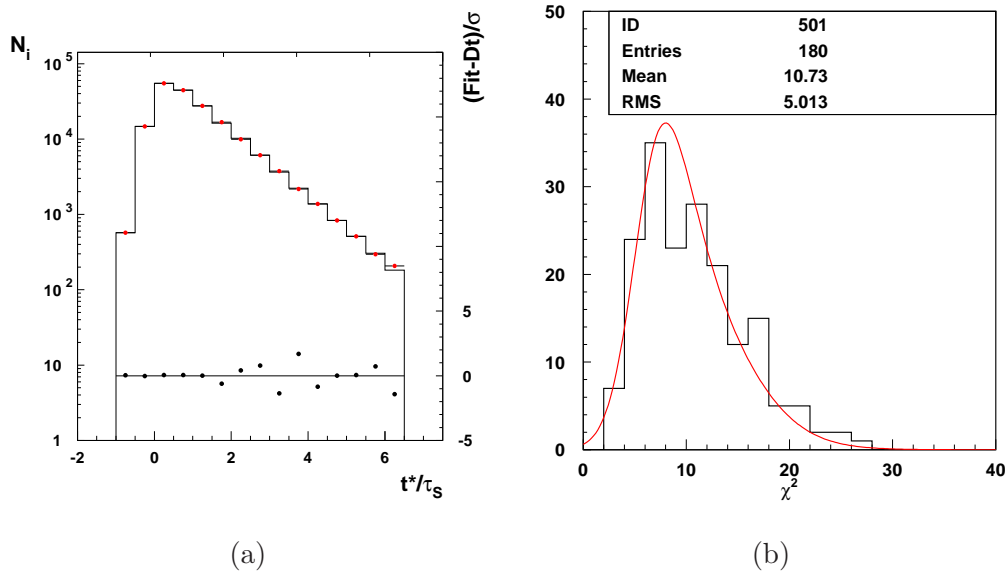 N_i
10^5
10^4
10^3
10^2
10
1
-2 0 2 4 6
t*/τ_S
(Fit-Dt)/σ
5
0
-5
(a)
ID 501
Entries 180
Mean 10.73
RMS 5.013
50
40
30
20
10
0
0 10 20 30 40
χ^2
(b)